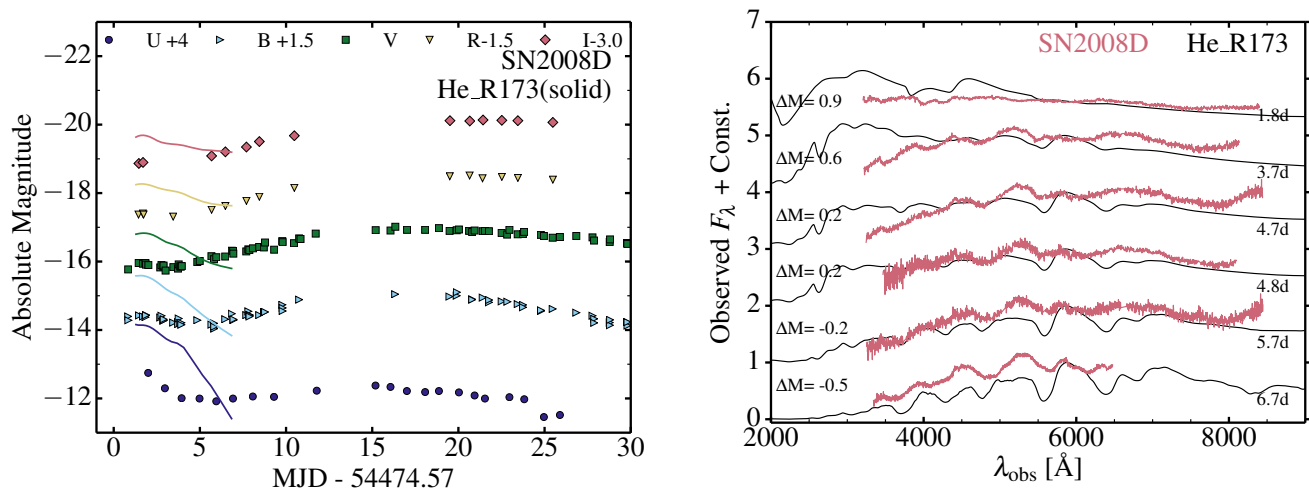 U +4 B +1.5 V R-1.5 I-3.0
SN2008D
He_R173(solid)
−22
−20
−18
−16
−14
−12
Absolute Magnitude
0 5 10 15 20 25 30
MJD - 54474.57
SN2008D He_R173
7
6
5
4
3
2
1
0
Observed Fλ + Const.
ΔM= 0.9 1.8d
ΔM= 0.6 3.7d
ΔM= 0.2 4.7d
ΔM= 0.2 4.8d
ΔM= -0.2 5.7d
ΔM= -0.5 6.7d
2000 4000 6000 8000
λobs [Å]